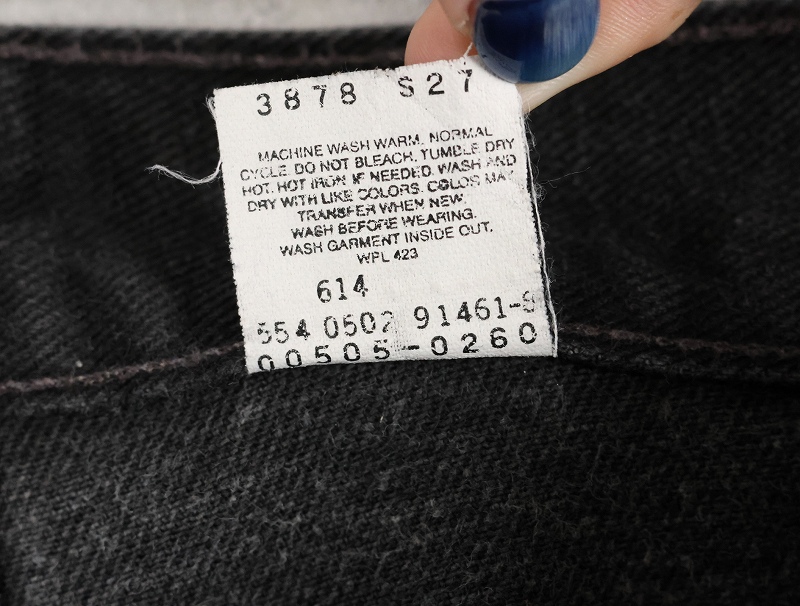 3878 S27
MACHINE WASH WARM, NORMAL
CYCLE. DO NOT BLEACH. TUMBLE DRY
HOT. HOT IRON IF NEEDED. WASH AND
DRY WITH LIKE COLORS. COLOR MAY
TRANSFER WHEN NEW.
WASH BEFORE WEARING.
WASH GARMENT INSIDE OUT.
WPL 423
614
554 0502 91461-
00505-0260